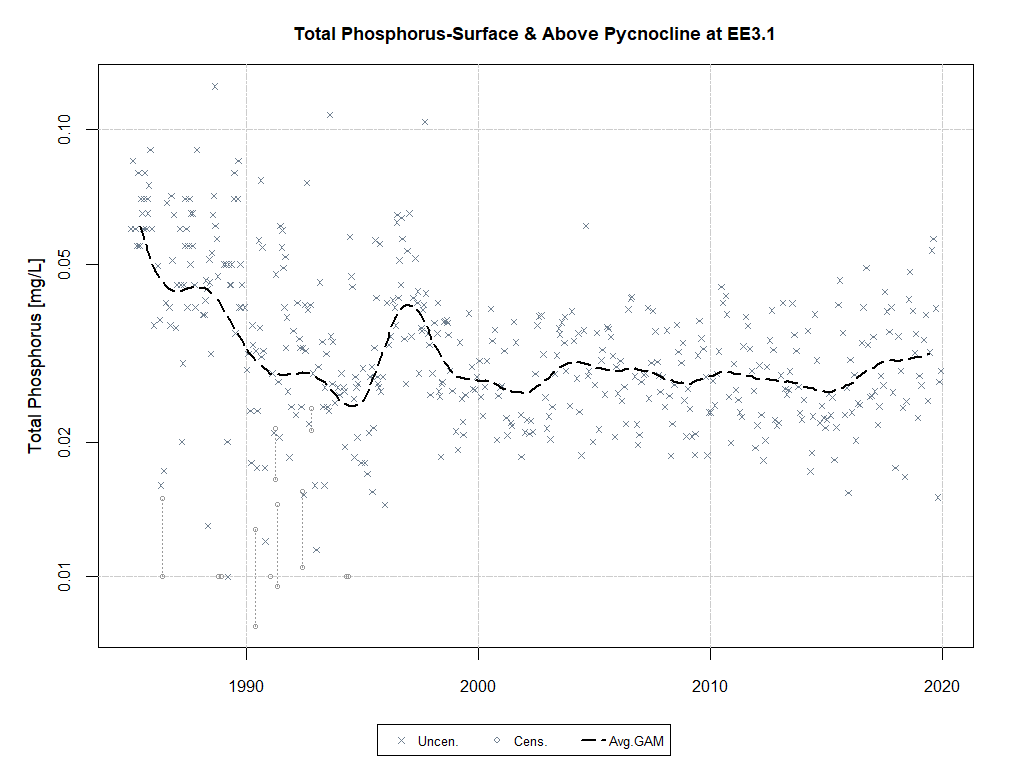 Total Phosphorus-Surface & Above Pycnocline at EE3.1
Total Phosphorus [mg/L]
0.10
0.05
0.02
0.01
1990 2000 2010 2020
Uncen. Cens. Avg.GAM